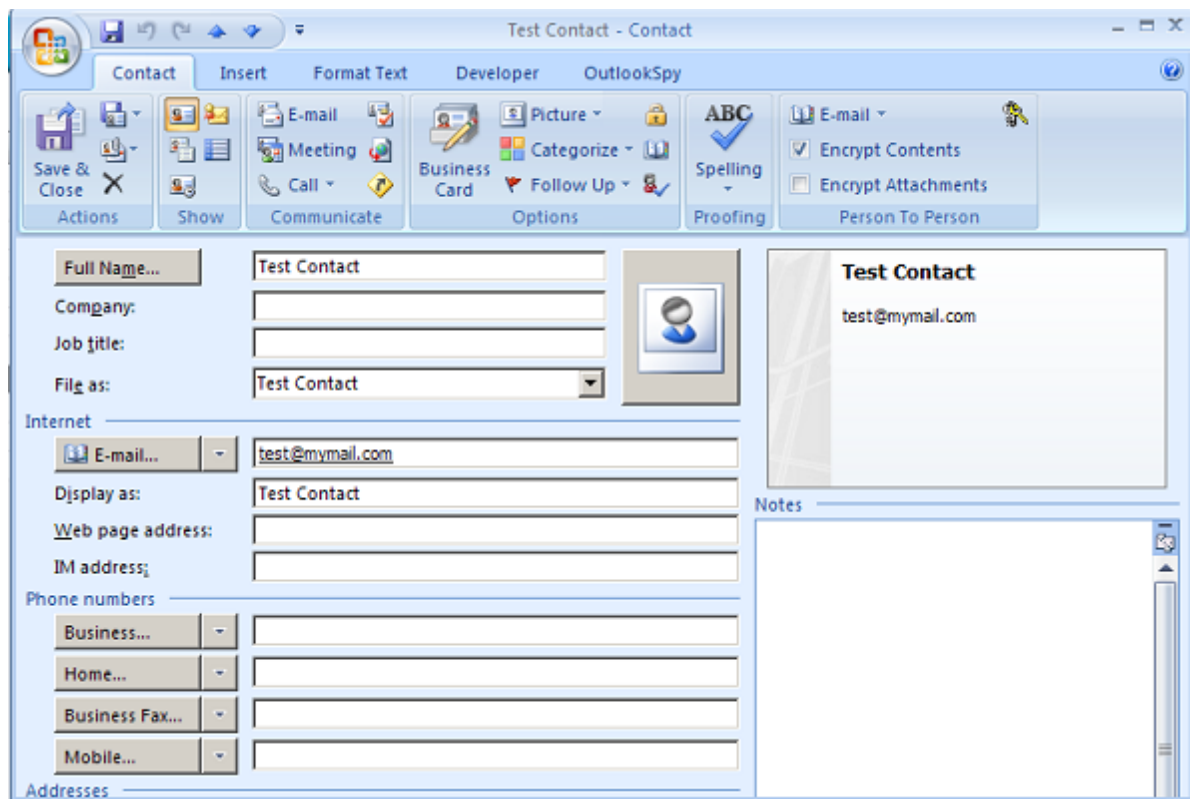 Test Contact - Contact
Contact Insert Format Text Developer OutlookSpy
Save & Close
Actions
Show
E-mail
Meeting
Call
Communicate
Business Card
Picture
Categorize
Follow Up
Options
ABC
Spelling
Proofing
E-mail
Encrypt Contents
Encrypt Attachments
Person To Person
Full Name... Test Contact
Company:
Job title:
File as: Test Contact
Internet
E-mail... test@mymail.com
Display as: Test Contact
Web page address:
IM address:
Phone numbers
Business...
Home...
Business Fax...
Mobile...
Addresses
Test Contact
test@mymail.com
Notes